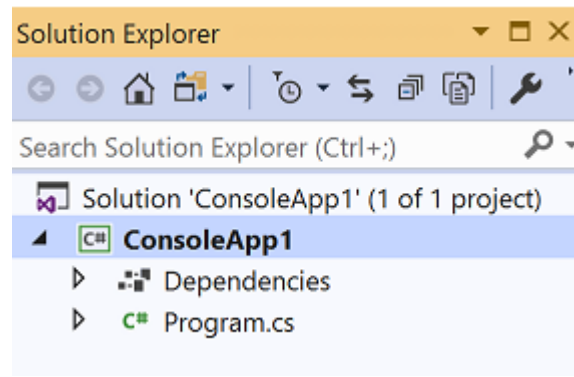 Solution Explorer
Search Solution Explorer (Ctrl+;)
Solution 'ConsoleApp1' (1 of 1 project)
C# ConsoleApp1
Dependencies
C# Program.cs